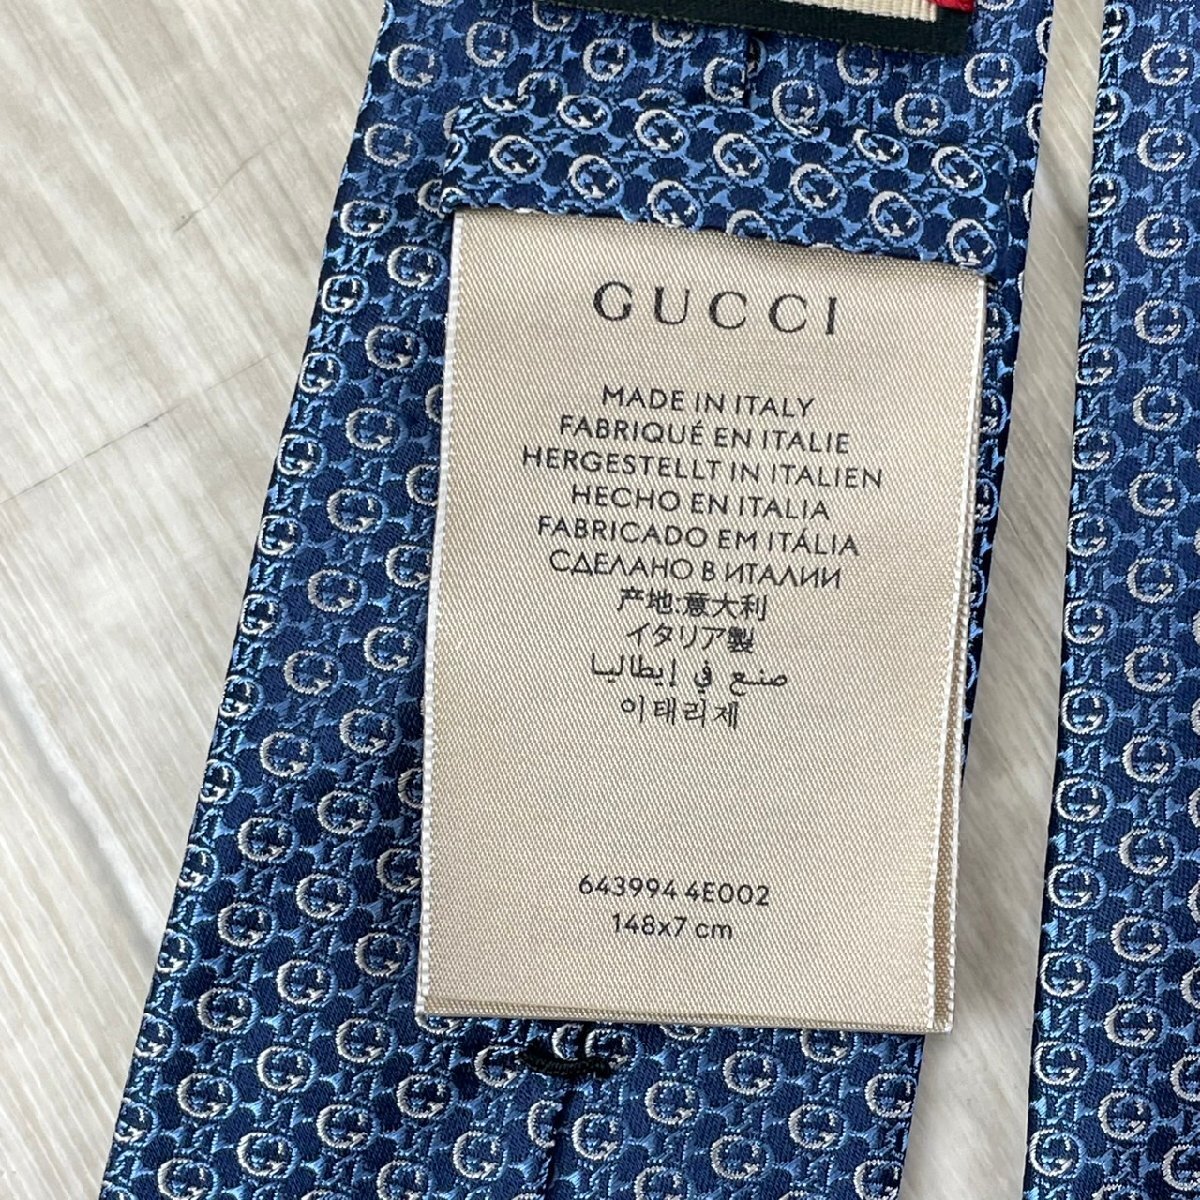 GUCCI
MADE IN ITALY
FABRIQUÉ EN ITALIE
HERGESTELLT IN ITALIEN
HECHO EN ITALIA
FABRICADO EM ITÁLIA
СДЕЛАНО В ИТАЛИИ
产地:意大利
イタリア製
صنع في إيطاليا
이태리제
643994 4E002
148x7 cm